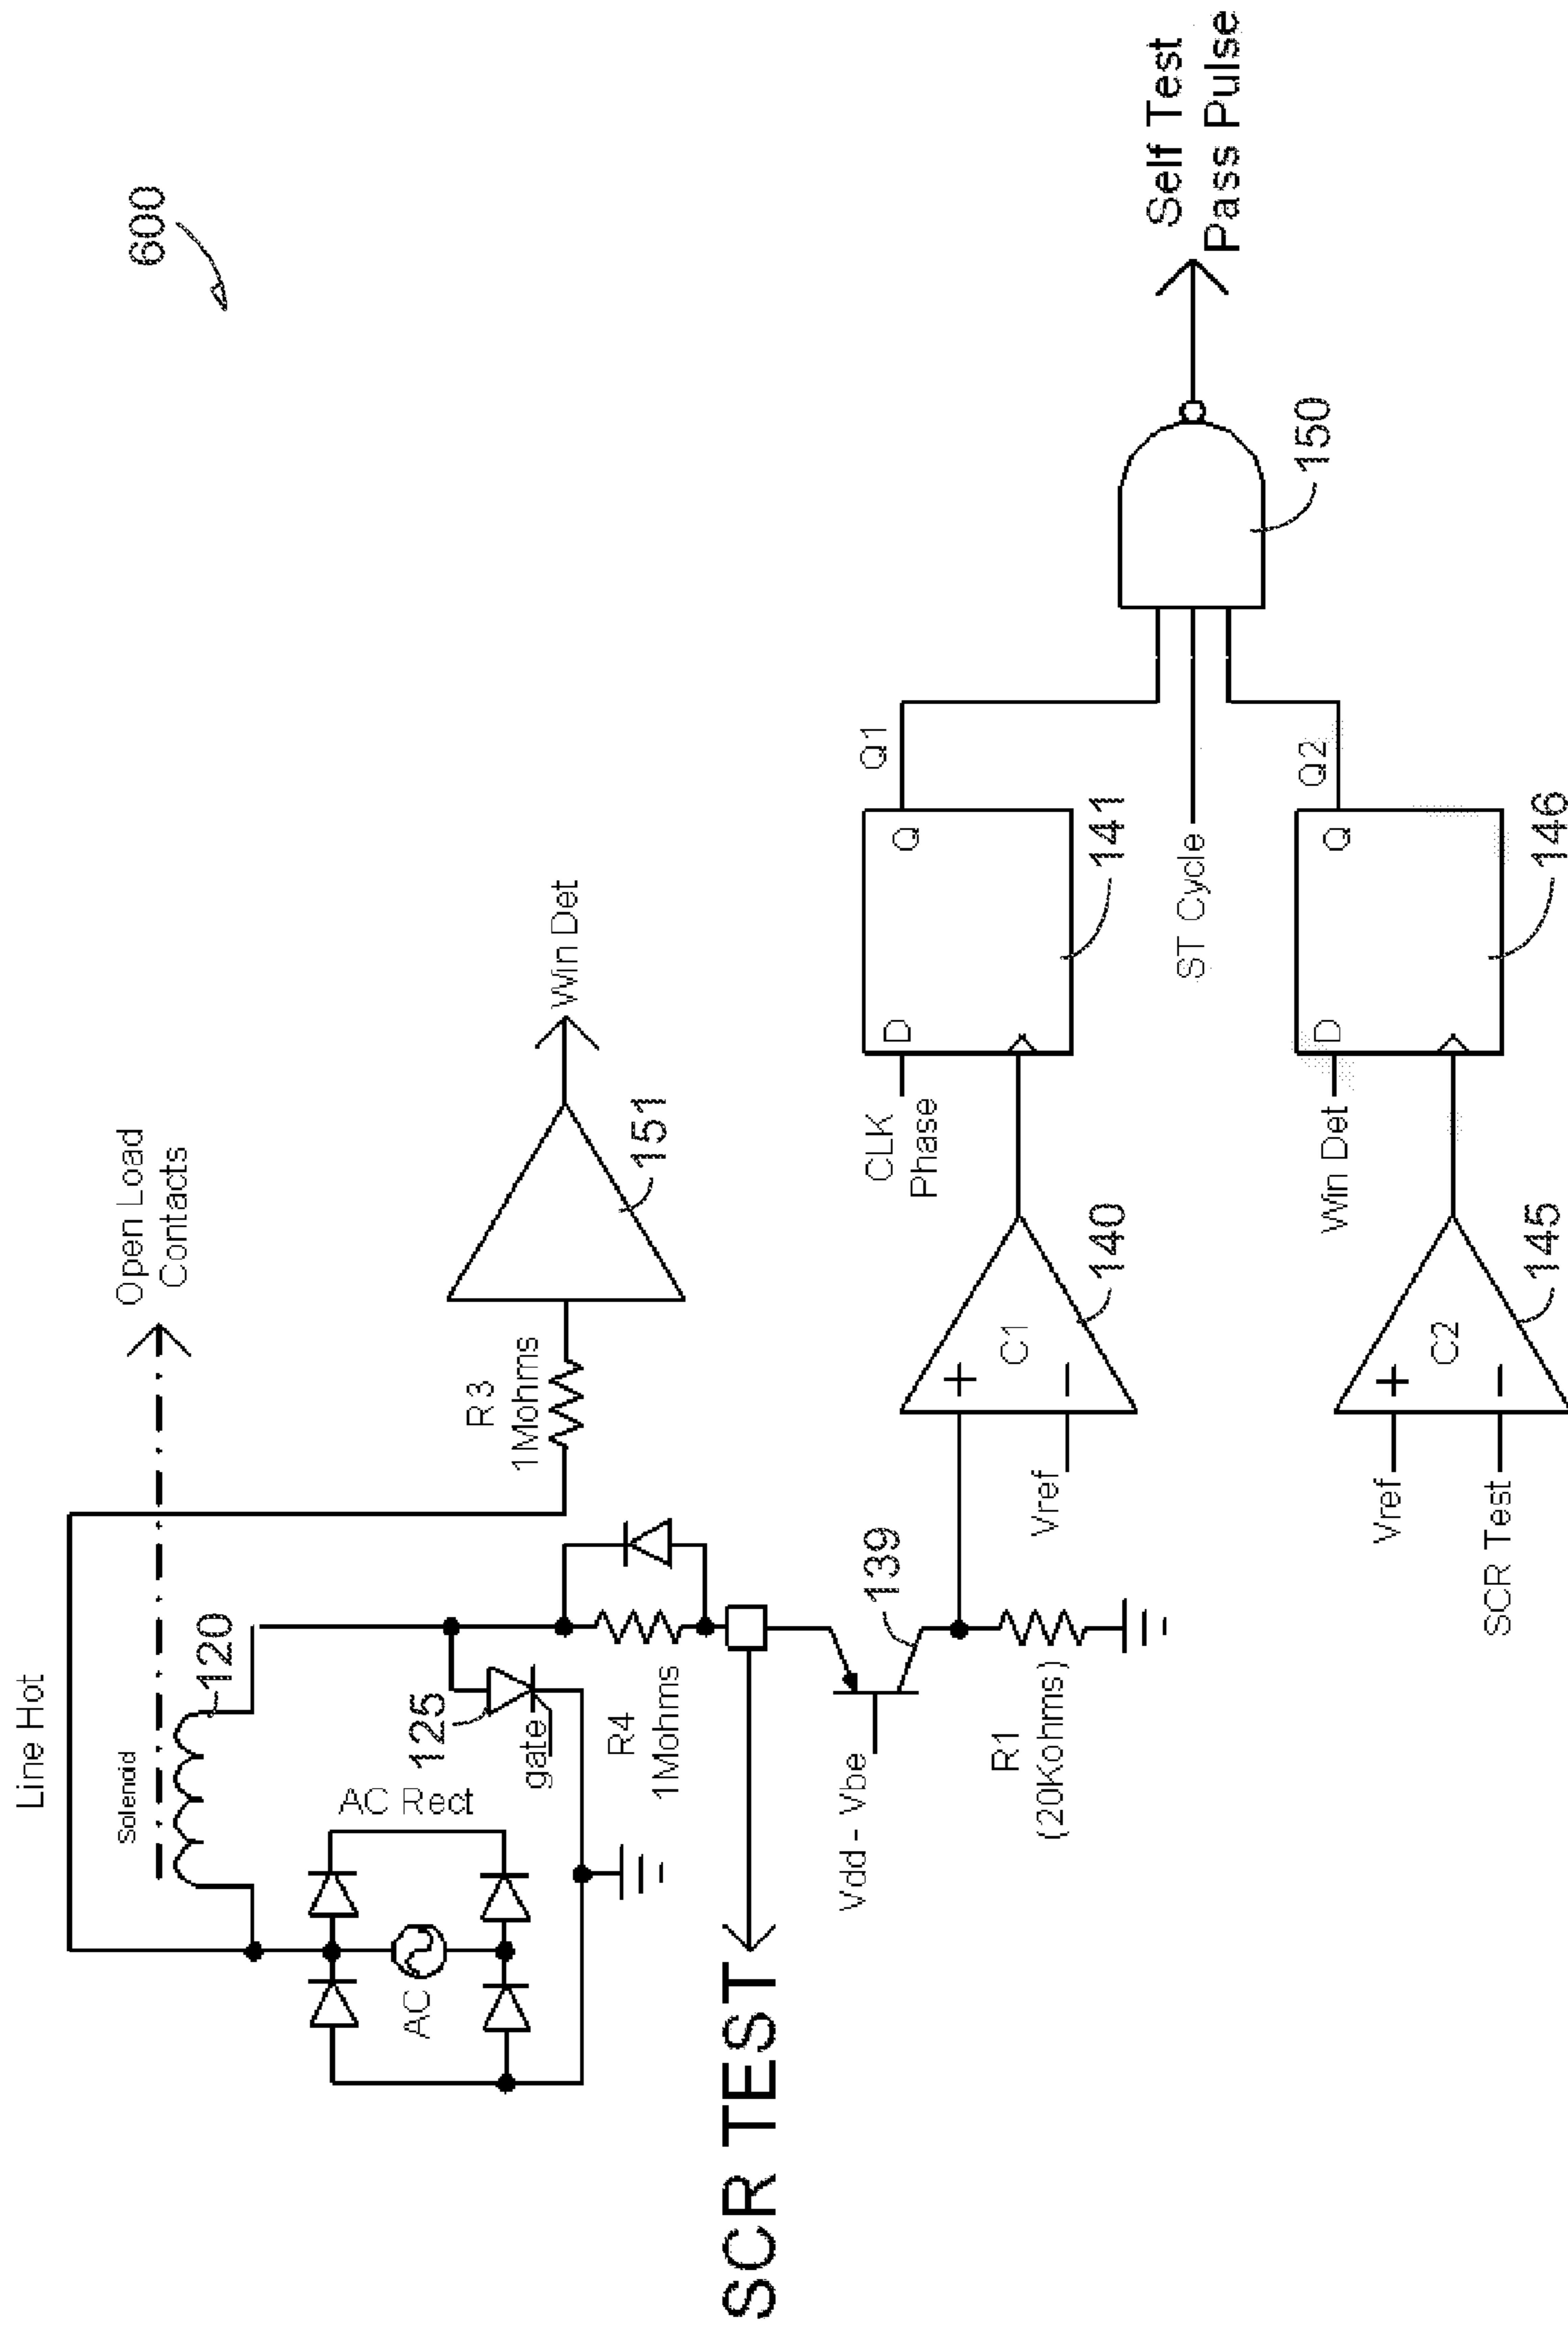 600
Line Hot
Solenoid
120
Open Load
Contacts
AC Rect
AC
125
gate
R3
1Mohms
151
Win Det
R4
1Mohms
SCR TEST
Vdd - Vbe
139
R1
(20Kohms)
Vref
+
−
C1
140
CLK
Phase
D
Q
141
Q1
ST Cycle
Vref
SCR Test
+
−
C2
145
Win Det
D
Q
146
Q2
150
Self Test
Pass Pulse